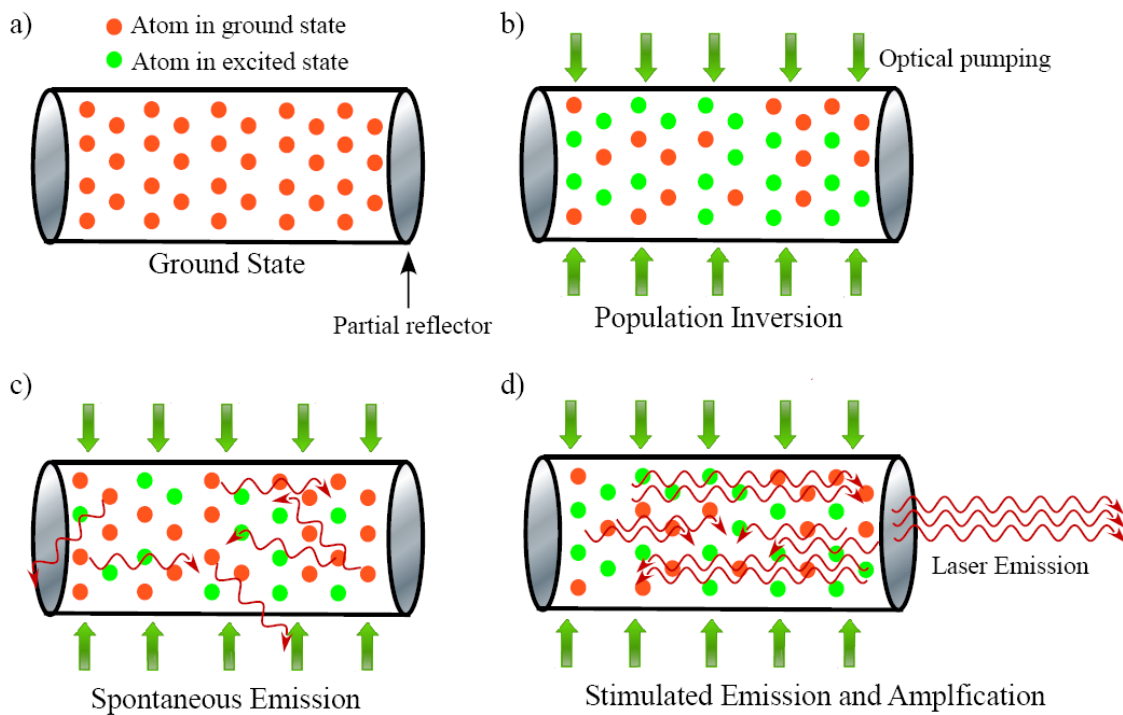 a)
Atom in ground state
Atom in excited state
Ground State
Partial reflector
b)
Optical pumping
Population Inversion
c)
Spontaneous Emission
d)
Laser Emission
Stimulated Emission and Amplfication